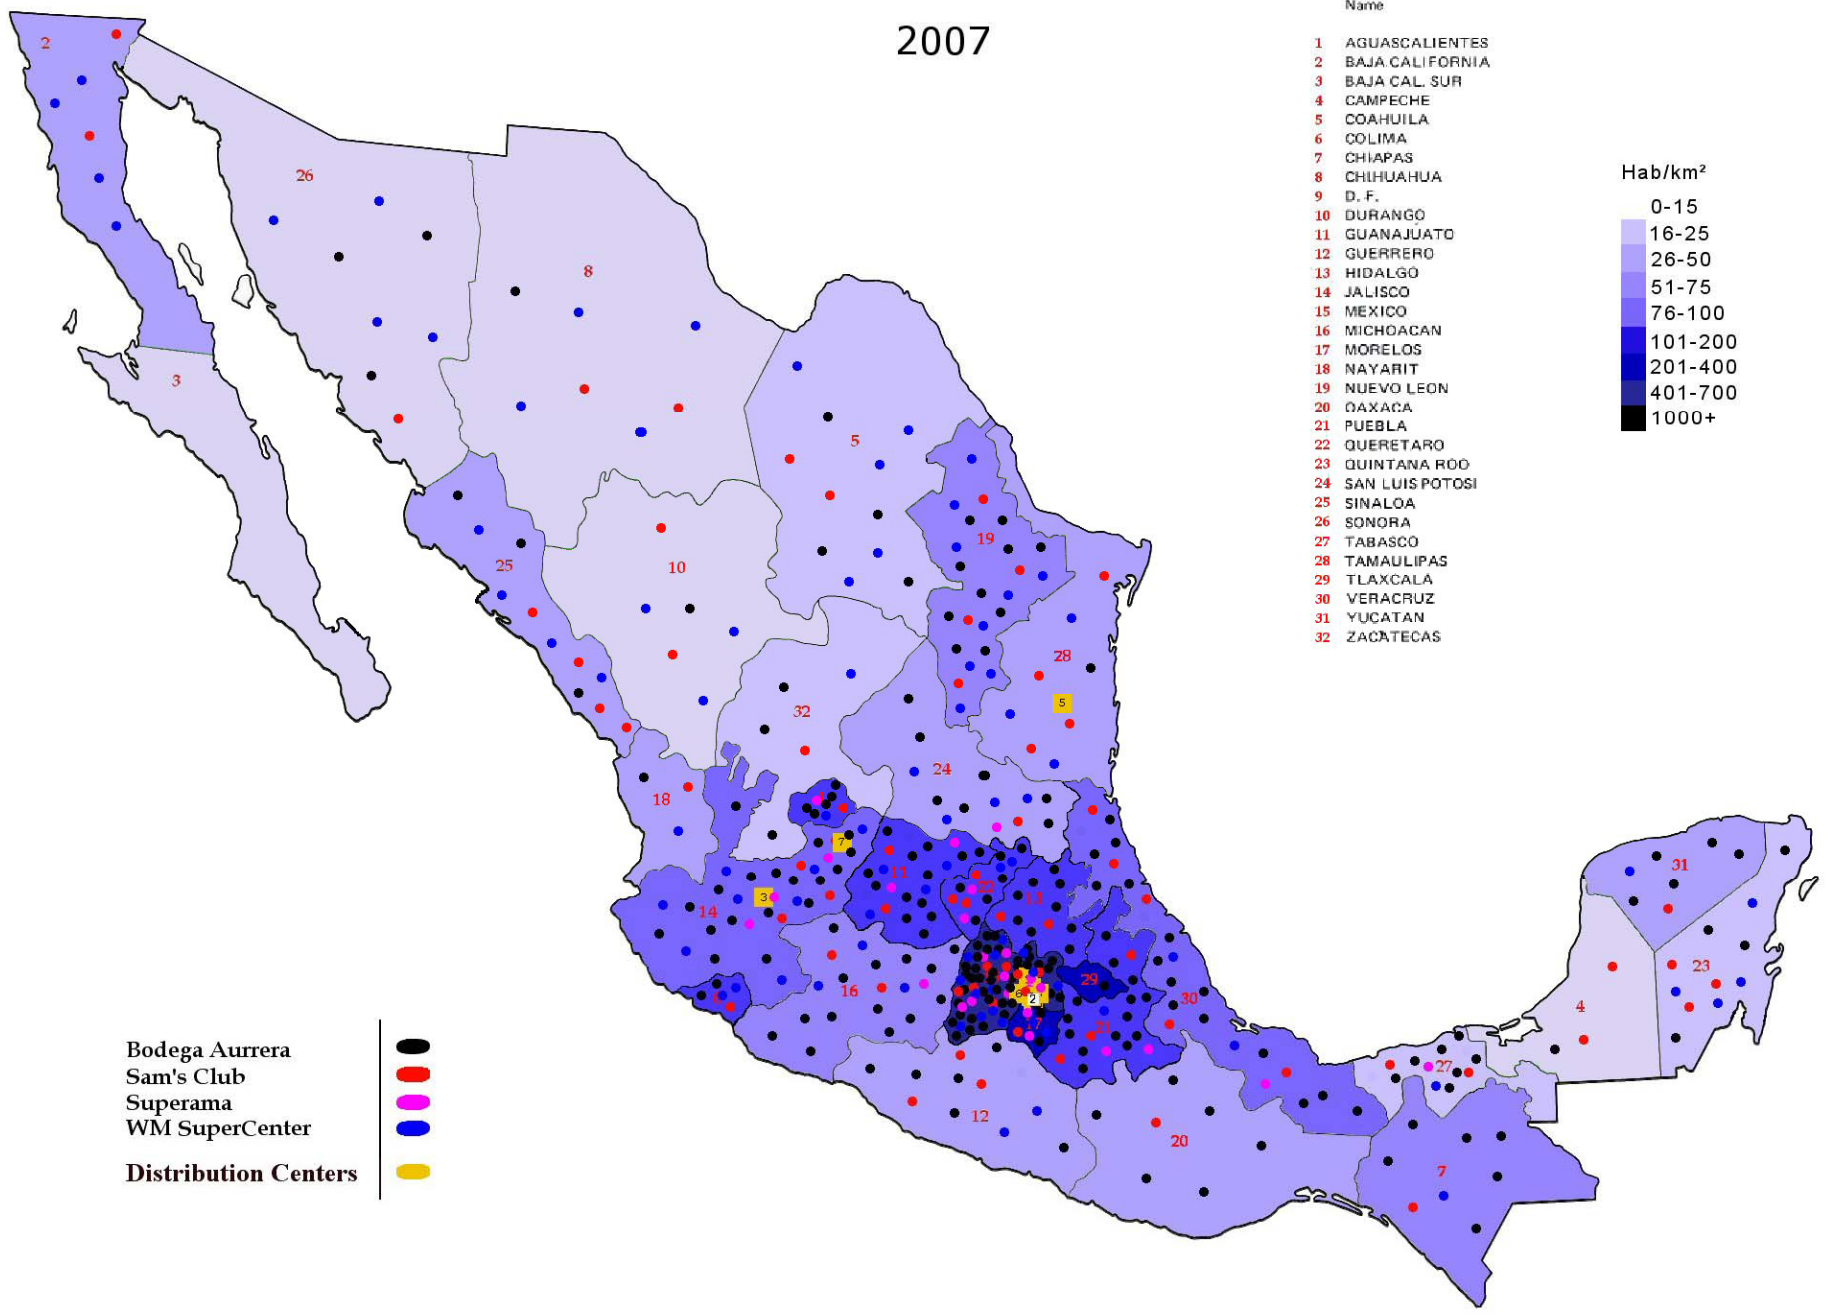 2007
Name
1 AGUASCALIENTES
2 BAJA CALIFORNIA
3 BAJA CAL. SUR
4 CAMPECHE
5 COAHUILA
6 COLIMA
7 CHIAPAS
8 CHIHUAHUA
9 D. F.
10 DURANGO
11 GUANAJUATO
12 GUERRERO
13 HIDALGO
14 JALISCO
15 MEXICO
16 MICHOACAN
17 MORELOS
18 NAYARIT
19 NUEVO LEON
20 OAXACA
21 PUEBLA
22 QUERETARO
23 QUINTANA ROO
24 SAN LUIS POTOSI
25 SINALOA
26 SONORA
27 TABASCO
28 TAMAULIPAS
29 TLAXCALA
30 VERACRUZ
31 YUCATAN
32 ZACATECAS
Hab/km²
0-15
16-25
26-50
51-75
76-100
101-200
201-400
401-700
1000+
2
26
8
3
5
19
25
10
28
5
32
24
18
7
11
22
13
31
3
14
23
16
29
30
4
6
2
17
21
27
12
20
7
Bodega Aurrera
Sam's Club
Superama
WM SuperCenter
Distribution Centers